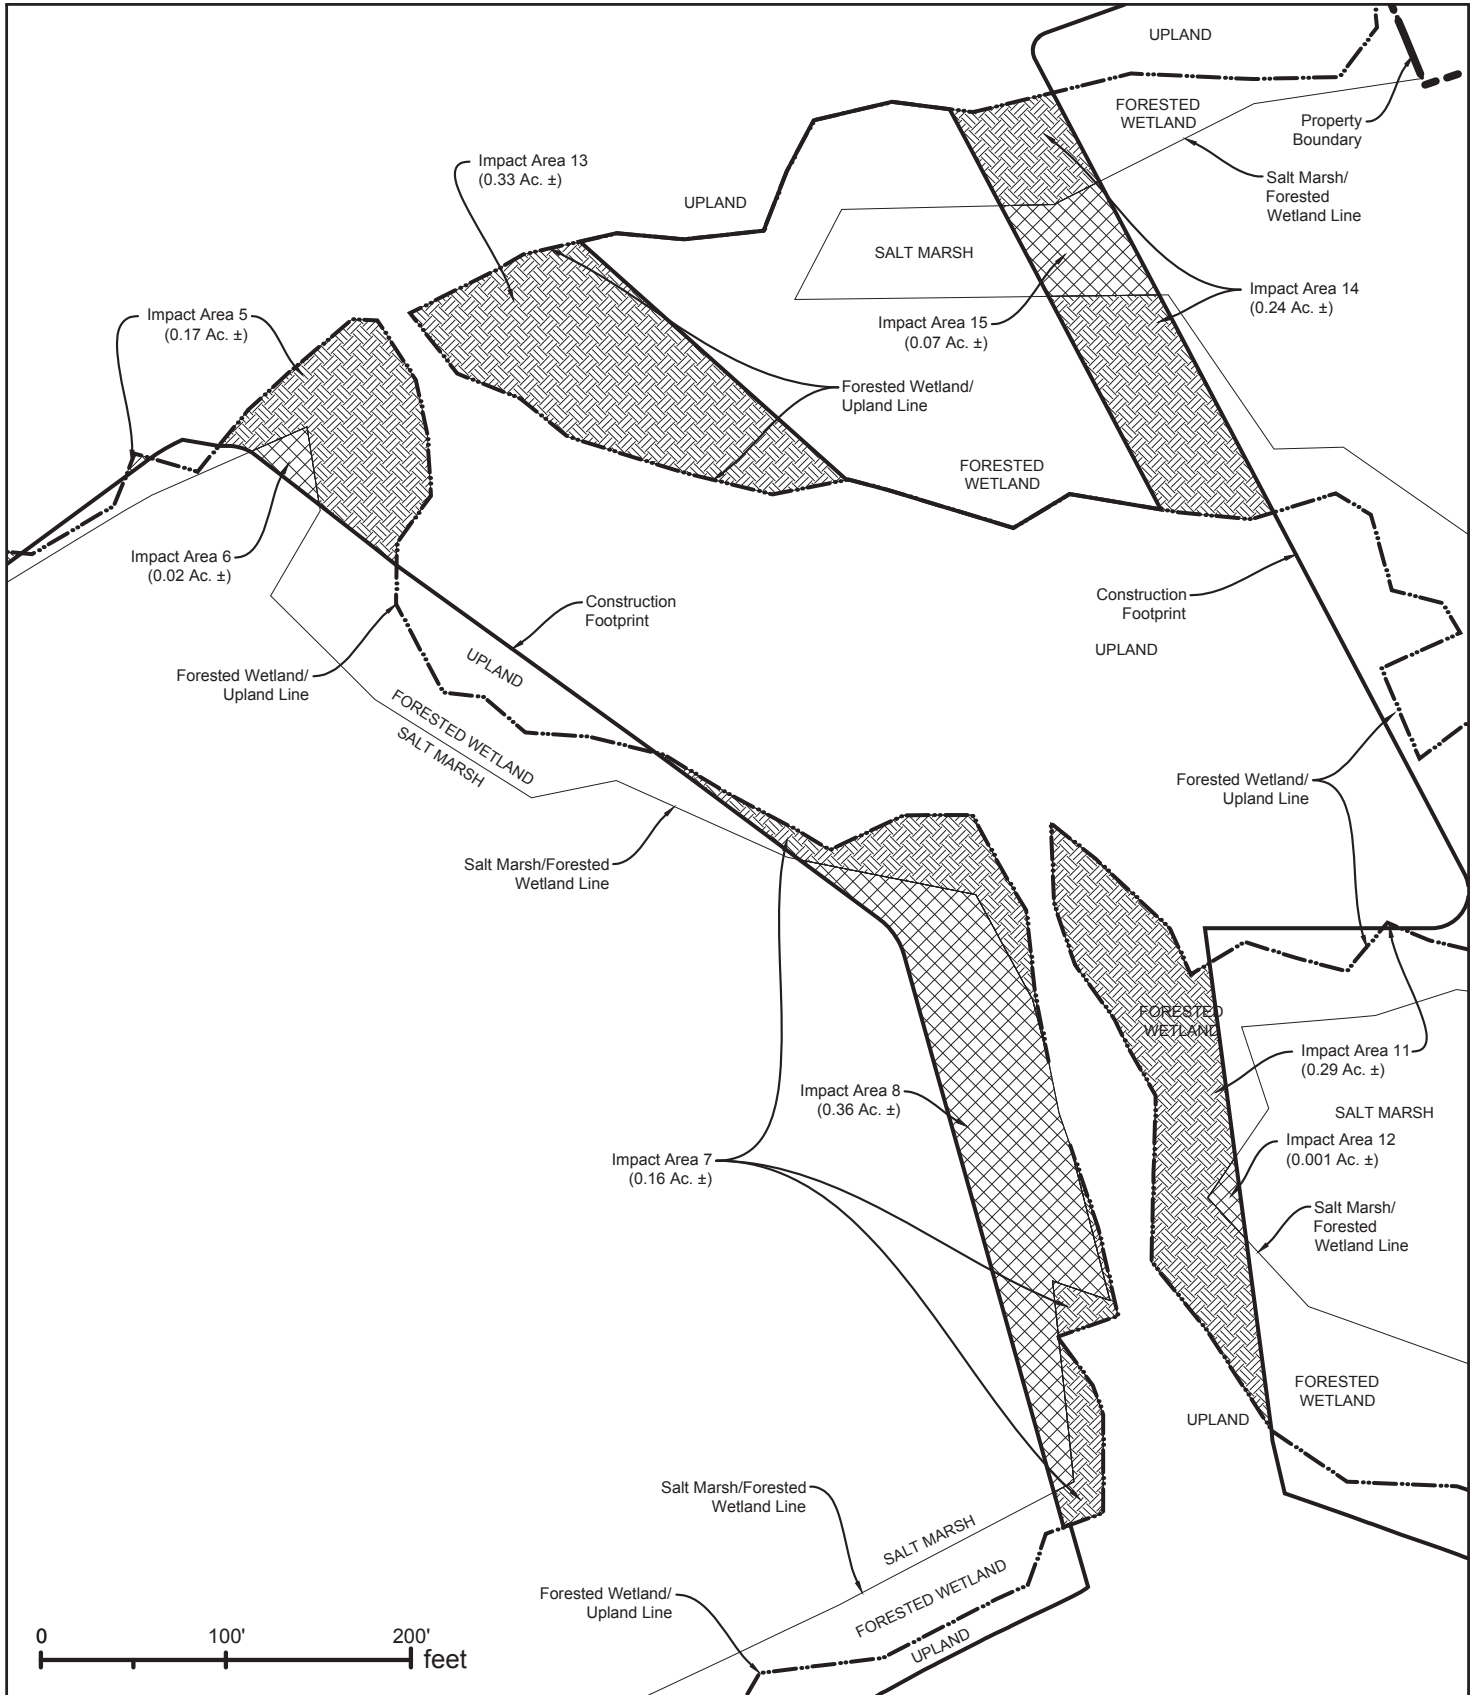 UPLAND
FORESTED
WETLAND
Property
Boundary
Impact Area 13
(0.33 Ac. ±)
UPLAND
Salt Marsh/
Forested
Wetland Line
SALT MARSH
Impact Area 14
(0.24 Ac. ±)
Impact Area 5
(0.17 Ac. ±)
Impact Area 15
(0.07 Ac. ±)
Forested Wetland/
Upland Line
FORESTED
WETLAND
Impact Area 6
(0.02 Ac. ±)
Construction
Footprint
Construction
Footprint
UPLAND
Forested Wetland/
Upland Line
UPLAND
FORESTED WETLAND
SALT MARSH
Forested Wetland/
Upland Line
Salt Marsh/Forested
Wetland Line
FORESTED
WETLAND
Impact Area 11
(0.29 Ac. ±)
Impact Area 8
(0.36 Ac. ±)
SALT MARSH
Impact Area 12
(0.001 Ac. ±)
Impact Area 7
(0.16 Ac. ±)
Salt Marsh/
Forested
Wetland Line
FORESTED
WETLAND
UPLAND
Salt Marsh/Forested
Wetland Line
SALT MARSH
FORESTED WETLAND
UPLAND
Forested Wetland/
Upland Line
0 100' 200'
feet